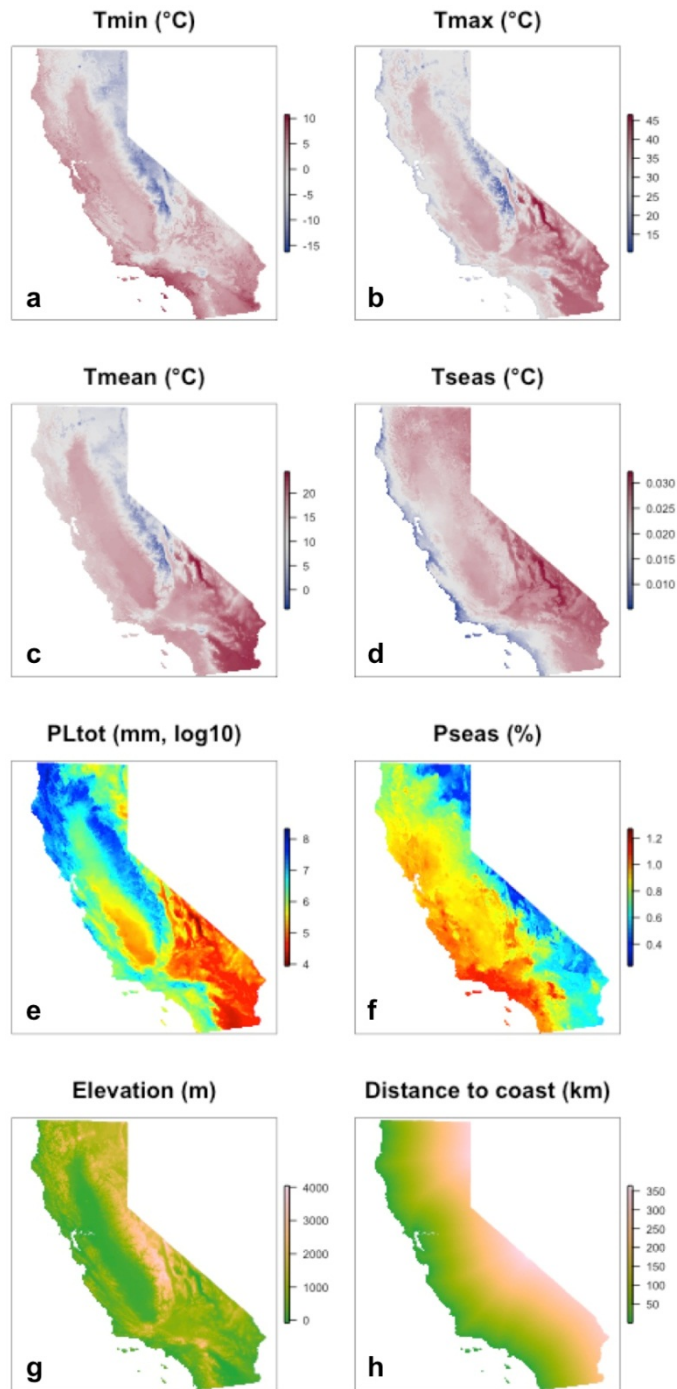 Tmin (°C)
10
5
0
-5
-10
-15
a
Tmax (°C)
45
40
35
30
25
20
15
10
b
Tmean (°C)
20
15
10
5
0
c
Tseas (°C)
0.030
0.025
0.020
0.015
0.010
d
PLtot (mm, log10)
8
7
6
5
4
e
Pseas (%)
1.2
1.0
0.8
0.6
0.4
f
Elevation (m)
4000
3000
2000
1000
0
g
Distance to coast (km)
350
300
250
200
150
100
50
h